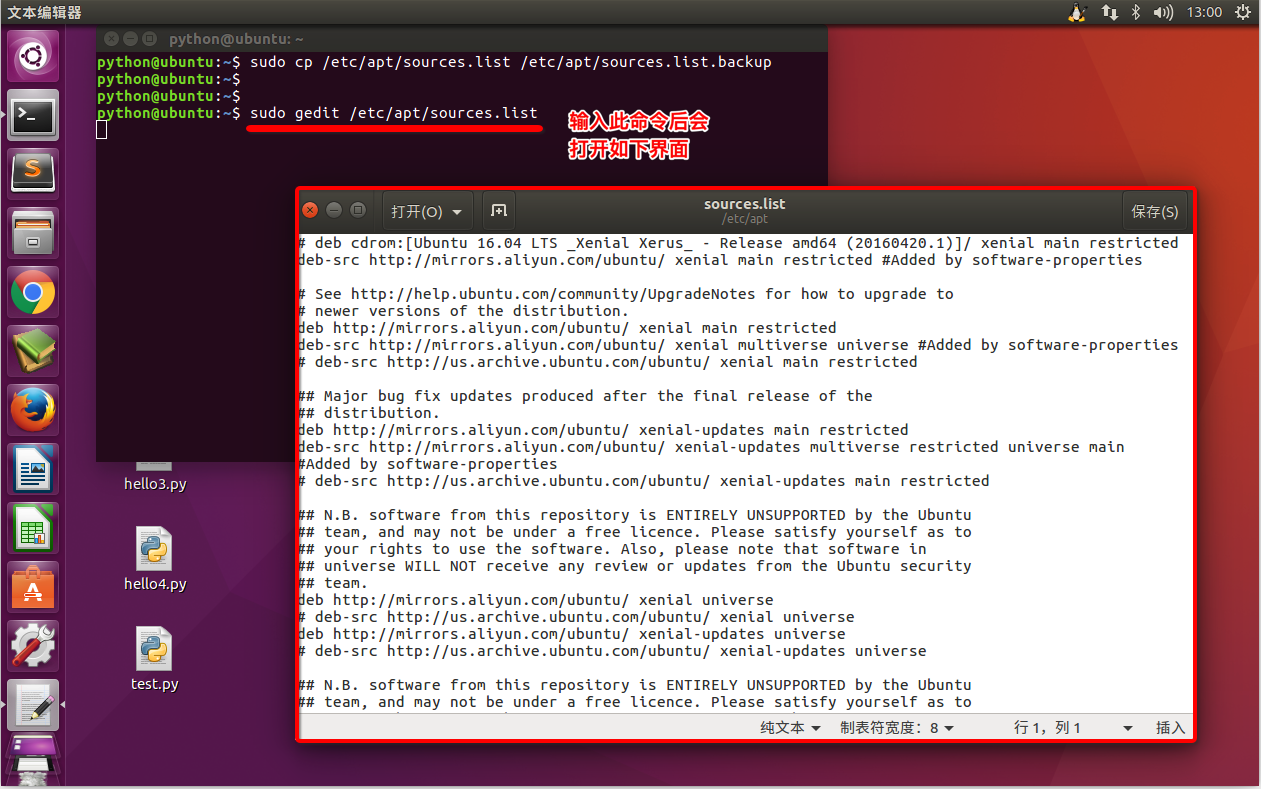 文本编辑器
13:00
python@ubuntu: ~
python@ubuntu:~$ sudo cp /etc/apt/sources.list /etc/apt/sources.list.backup
python@ubuntu:~$
python@ubuntu:~$
python@ubuntu:~$ sudo gedit /etc/apt/sources.list
输入此命令后会
打开如下界面
打开(O)
sources.list
/etc/apt
保存(S)
# deb cdrom:[Ubuntu 16.04 LTS _Xenial Xerus_ - Release amd64 (20160420.1)]/ xenial main restricted
deb-src http://mirrors.aliyun.com/ubuntu/ xenial main restricted #Added by software-properties
# See http://help.ubuntu.com/community/UpgradeNotes for how to upgrade to
# newer versions of the distribution.
deb http://mirrors.aliyun.com/ubuntu/ xenial main restricted
deb-src http://mirrors.aliyun.com/ubuntu/ xenial multiverse universe #Added by software-properties
# deb-src http://us.archive.ubuntu.com/ubuntu/ xenial main restricted
## Major bug fix updates produced after the final release of the
## distribution.
deb http://mirrors.aliyun.com/ubuntu/ xenial-updates main restricted
deb-src http://mirrors.aliyun.com/ubuntu/ xenial-updates multiverse restricted universe main
#Added by software-properties
# deb-src http://us.archive.ubuntu.com/ubuntu/ xenial-updates main restricted
## N.B. software from this repository is ENTIRELY UNSUPPORTED by the Ubuntu
## team, and may not be under a free licence. Please satisfy yourself as to
## your rights to use the software. Also, please note that software in
## universe WILL NOT receive any review or updates from the Ubuntu security
## team.
deb http://mirrors.aliyun.com/ubuntu/ xenial universe
# deb-src http://us.archive.ubuntu.com/ubuntu/ xenial universe
deb http://mirrors.aliyun.com/ubuntu/ xenial-updates universe
# deb-src http://us.archive.ubuntu.com/ubuntu/ xenial-updates universe
## N.B. software from this repository is ENTIRELY UNSUPPORTED by the Ubuntu
## team, and may not be under a free licence. Please satisfy yourself as to
纯文本 制表符宽度：8 行 1，列 1 插入
hello3.py
hello4.py
test.py